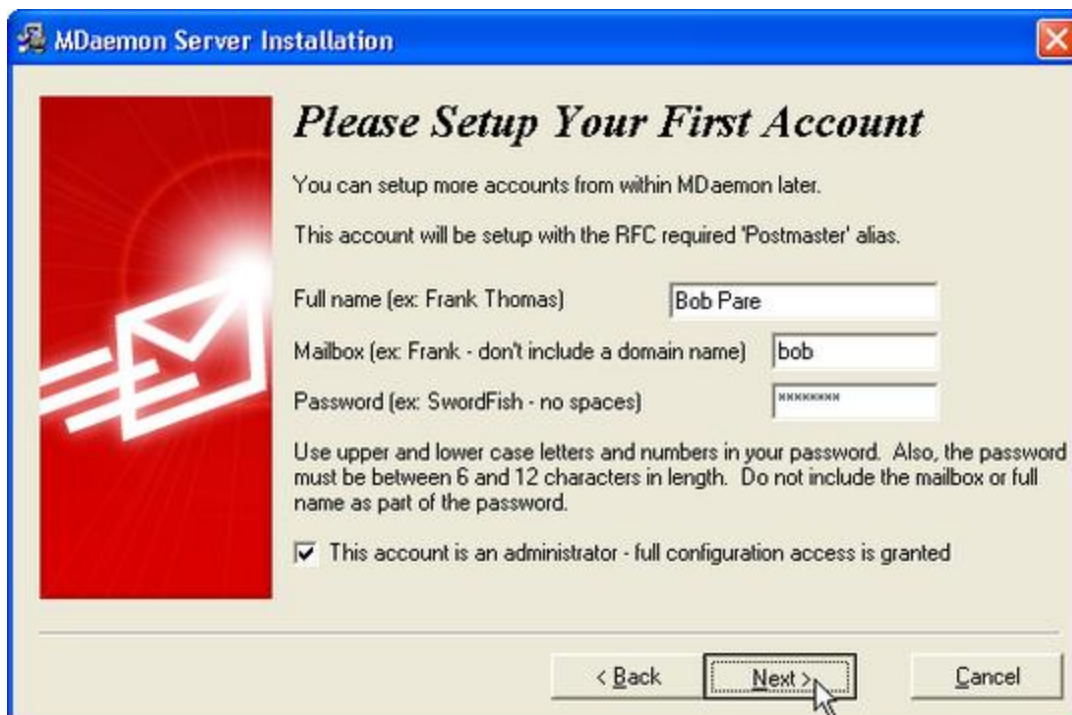 MDaemon Server Installation
Please Setup Your First Account
You can setup more accounts from within MDaemon later.
This account will be setup with the RFC required 'Postmaster' alias.
Full name (ex: Frank Thomas) Bob Pare
Mailbox (ex: Frank - don't include a domain name) bob
Password (ex: SwordFish - no spaces) ××××××××
Use upper and lower case letters and numbers in your password. Also, the password
must be between 6 and 12 characters in length. Do not include the mailbox or full
name as part of the password.
This account is an administrator - full configuration access is granted
< Back Next > Cancel